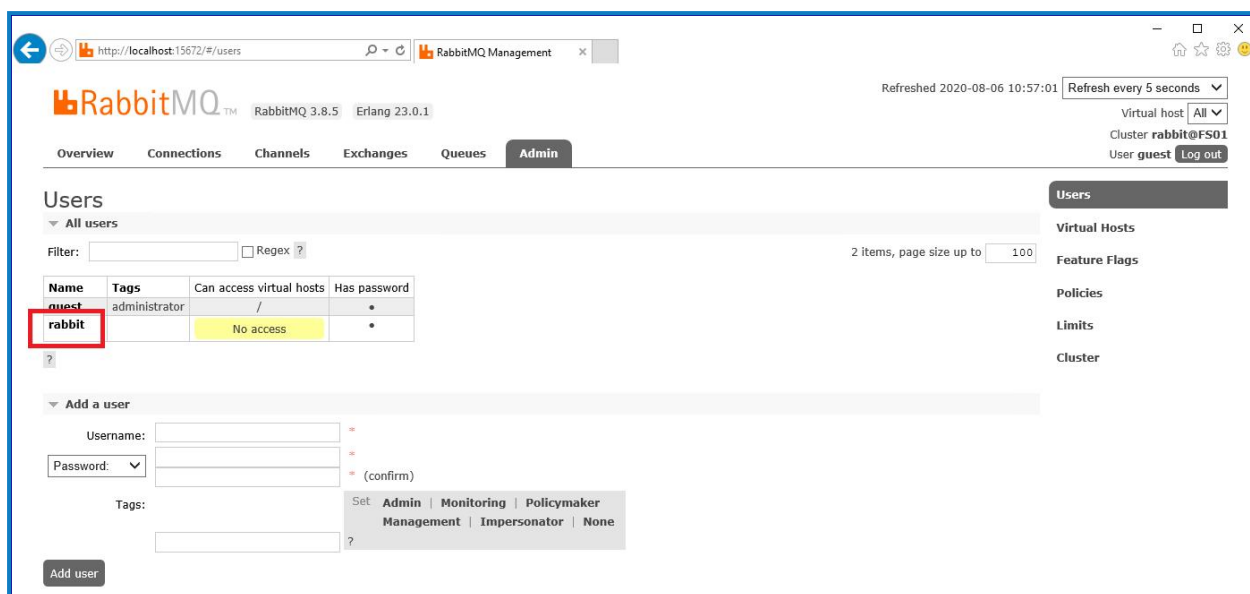 http://localhost:15672/#/users
RabbitMQ Management
Refreshed 2020-08-06 10:57:01 Refresh every 5 seconds
RabbitMQ TM RabbitMQ 3.8.5 Erlang 23.0.1
Virtual host All
Cluster rabbit@FS01
User guest Log out
Overview Connections Channels Exchanges Queues Admin
Users
All users
Filter: Regex ? 2 items, page size up to 100
Name Tags Can access virtual hosts Has password
guest administrator / •
rabbit No access •
?
Add a user
Username: *
Password: *
* (confirm)
Tags: Set Admin | Monitoring | Policymaker
Management | Impersonator | None
?
Add user
Users
Virtual Hosts
Feature Flags
Policies
Limits
Cluster